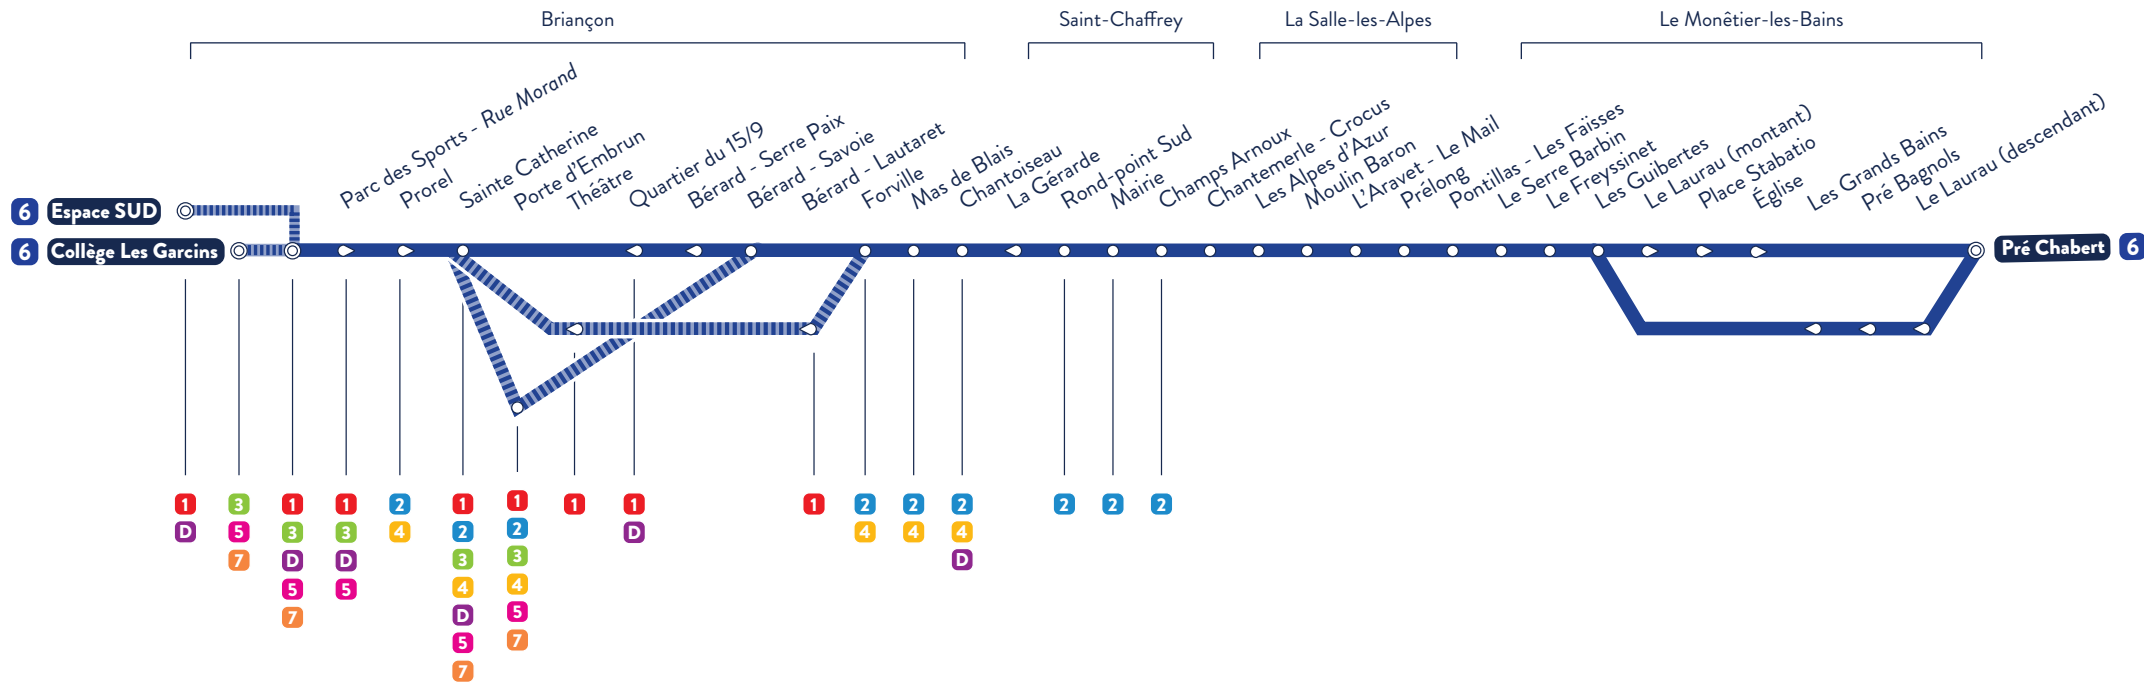 Briançon
Saint-Chaffrey
La Salle-les-Alpes
Le Monêtier-les-Bains
Parc des Sports - Rue Morand
Prorel
Sainte Catherine
Porte d'Embrun
Théâtre
Quartier du 15/9
Bérard - Serre Paix
Bérard - Savoie
Bérard - Lautaret
Forville
Mas de Blais
Chantoiseau
La Gérarde
Rond-point Sud
Mairie
Champs Arnoux
Chantemerle - Crocus
Les Alpes d'Azur
Moulin Baron
L'Aravet - Le Mail
Prélong
Pontillas - Les Faïsses
Le Serre Barbin
Le Freyssinet
Les Guibertes
Le Laurau (montant)
Place Stabatio
Église
Les Grands Bains
Pré Bagnols
Le Laurau (descendant)
6 Espace SUD
6 Collège Les Garcins
Pré Chabert 6
1 D
3 5 7
1 3 D 5 7
1 3 D 5
2 4
1 2 3 4 D 5 7
1 2 3 4 5 7
1
1 D
1
2 4
2 4
2 4 D
2
2
2